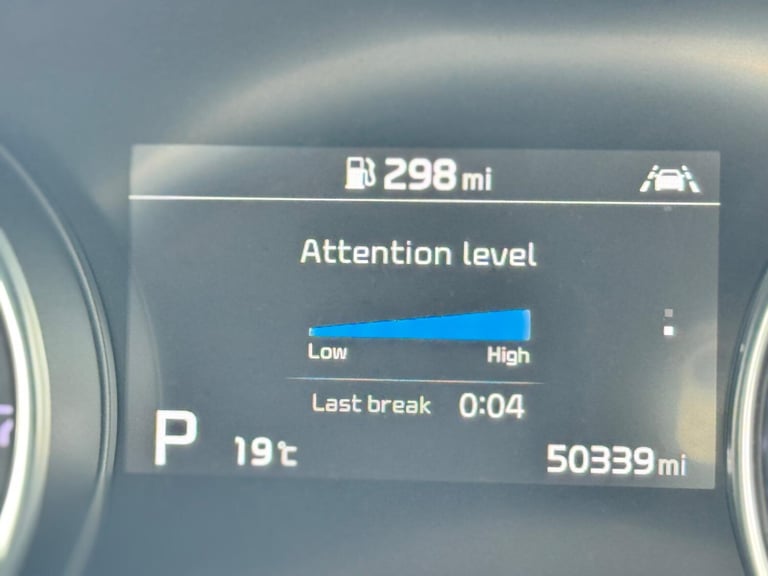 298 mi
Attention level
Low High
Last break 0:04
P 19°C 50339 mi